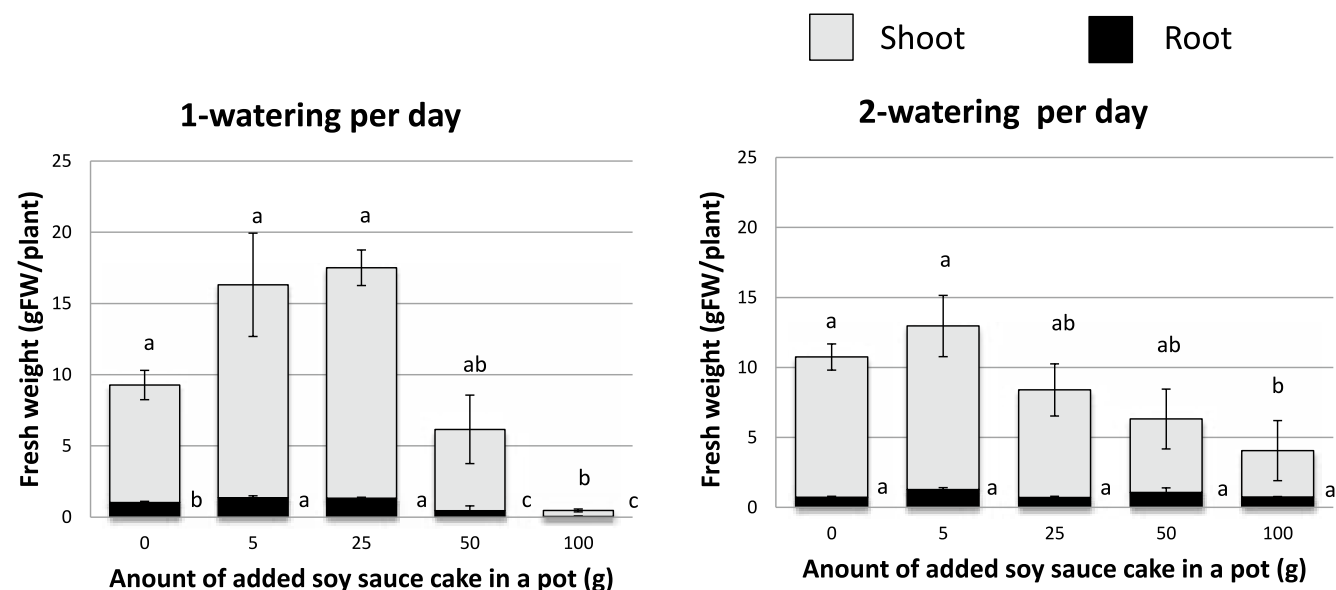 Shoot Root
1-watering per day
2-watering per day
Fresh weight (gFW/plant)
25
20
15
10
5
0
a
a
a
ab
b
b
a
a
c
c
0 5 25 50 100
Anount of added soy sauce cake in a pot (g)
Fresh weight (gFW/plant)
25
20
15
10
5
0
a
a
ab
ab
b
a
a
a
a
a
0 5 25 50 100
Amount of added soy sauce cake in a pot (g)